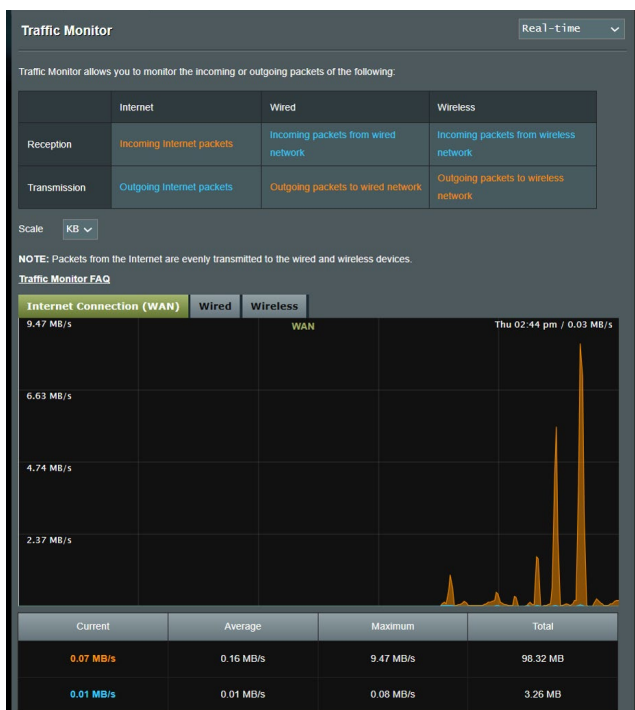 Traffic Monitor
Real-time
Traffic Monitor allows you to monitor the incoming or outgoing packets of the following:
Internet Wired Wireless
Reception Incoming Internet packets Incoming packets from wired network Incoming packets from wireless network
Transmission Outgoing Internet packets Outgoing packets to wired network Outgoing packets to wireless network
Scale KB
NOTE: Packets from the Internet are evenly transmitted to the wired and wireless devices.
Traffic Monitor FAQ
Internet Connection (WAN) Wired Wireless
9.47 MB/s WAN Thu 02:44 pm / 0.03 MB/s
6.63 MB/s
4.74 MB/s
2.37 MB/s
Current Average Maximum Total
0.07 MB/s 0.16 MB/s 9.47 MB/s 98.32 MB
0.01 MB/s 0.01 MB/s 0.08 MB/s 3.26 MB